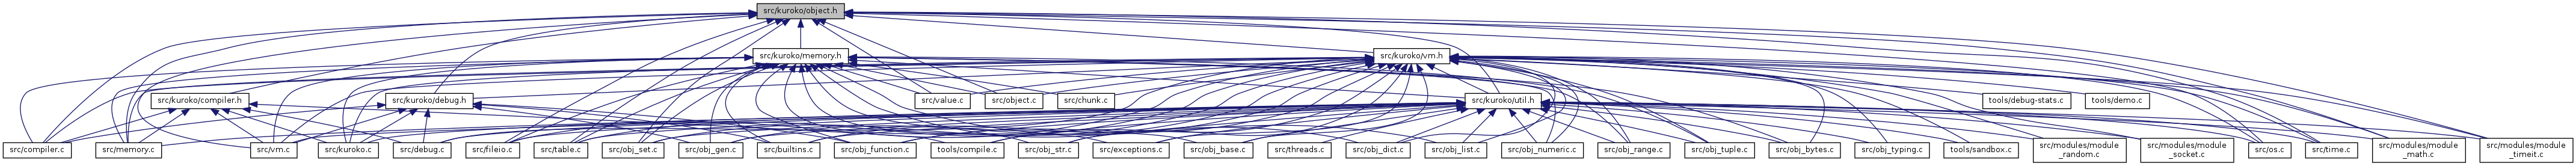 src/kuroko/object.h
src/kuroko/memory.h
src/kuroko/vm.h
src/kuroko/compiler.h
src/kuroko/debug.h
src/value.c
src/object.c
src/chunk.c
src/kuroko/util.h
tools/debug-stats.c
tools/demo.c
src/compiler.c
src/memory.c
src/vm.c
src/kuroko.c
src/debug.c
src/fileio.c
src/table.c
src/obj_set.c
src/obj_gen.c
src/builtins.c
src/obj_function.c
tools/compile.c
src/obj_str.c
src/exceptions.c
src/obj_base.c
src/threads.c
src/obj_dict.c
src/obj_list.c
src/obj_numeric.c
src/obj_range.c
src/obj_tuple.c
src/obj_bytes.c
src/obj_typing.c
tools/sandbox.c
src/modules/module
_random.c
src/modules/module
_socket.c
src/os.c
src/time.c
src/modules/module
_math.c
src/modules/module
_timeit.c